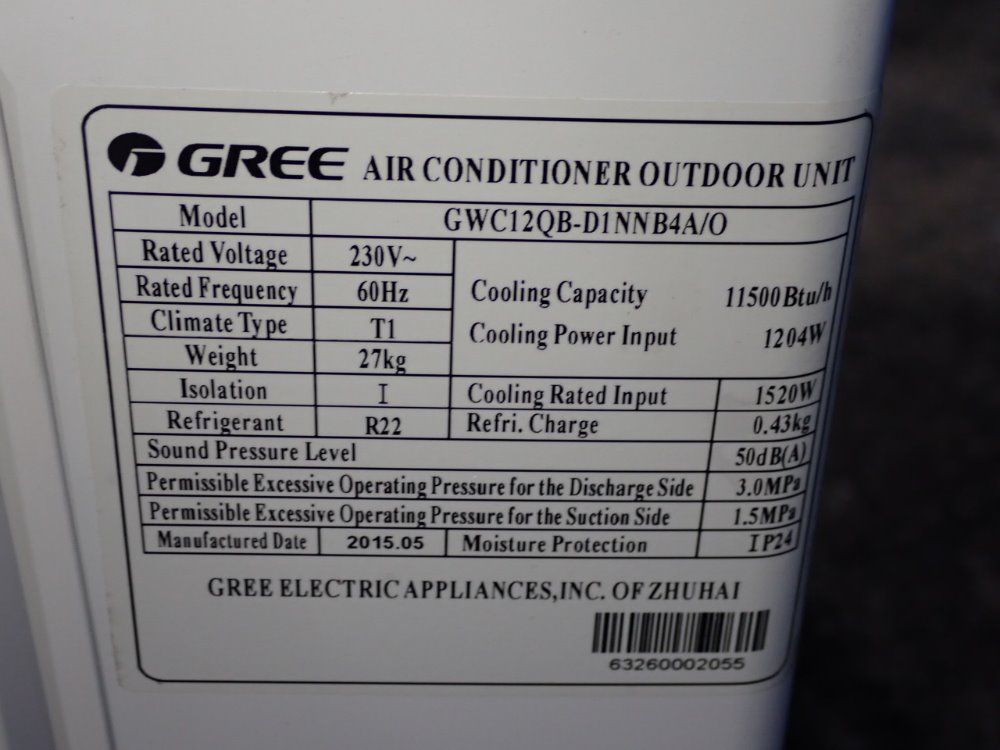 GREE AIR CONDITIONER OUTDOOR UNIT
Model GWC12QB-D1NNB4A/O
Rated Voltage 230V~
Rated Frequency 60Hz Cooling Capacity 11500Btu/h
Climate Type T1 Cooling Power Input 1204W
Weight 27kg
Isolation I Cooling Rated Input 1520W
Refrigerant R22 Refri. Charge 0.43kg
Sound Pressure Level 50dB(A)
Permissible Excessive Operating Pressure for the Discharge Side 3.0MPa
Permissible Excessive Operating Pressure for the Suction Side 1.5MPa
Manufactured Date 2015.05 Moisture Protection IP24
GREE ELECTRIC APPLIANCES,INC. OF ZHUHAI
63260002055